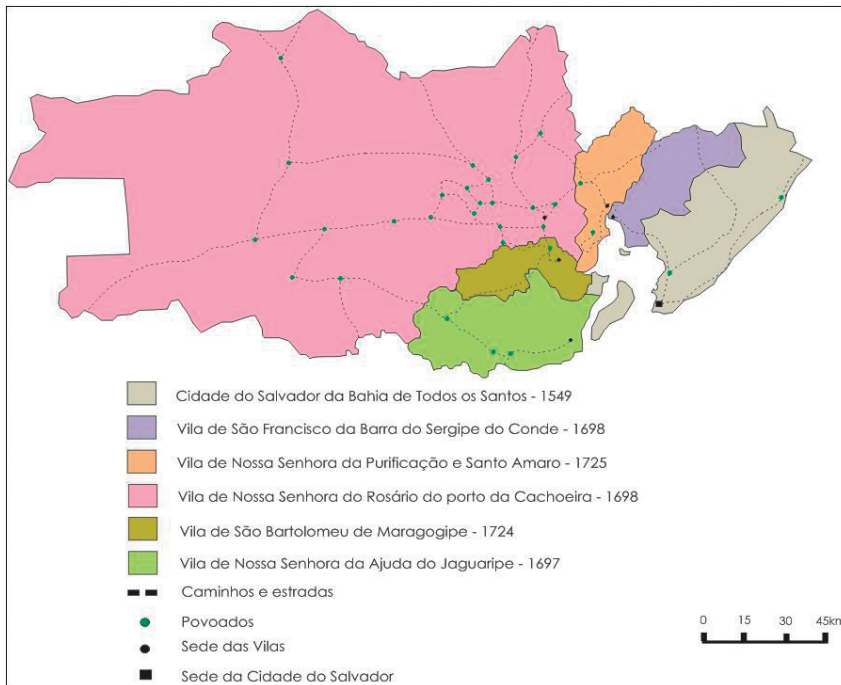 Cidade do Salvador da Bahia de Todos os Santos - 1549
Vila de São Francisco da Barra do Sergipe do Conde - 1698
Vila de Nossa Senhora da Purificação e Santo Amaro - 1725
Vila de Nossa Senhora do Rosário do porto da Cachoeira - 1698
Vila de São Bartolomeu de Maragogipe - 1724
Vila de Nossa Senhora da Ajuda do Jaguaripe - 1697
Caminhos e estradas
Povoados
Sede das Vilas
Sede da Cidade do Salvador
0 15 30 45km